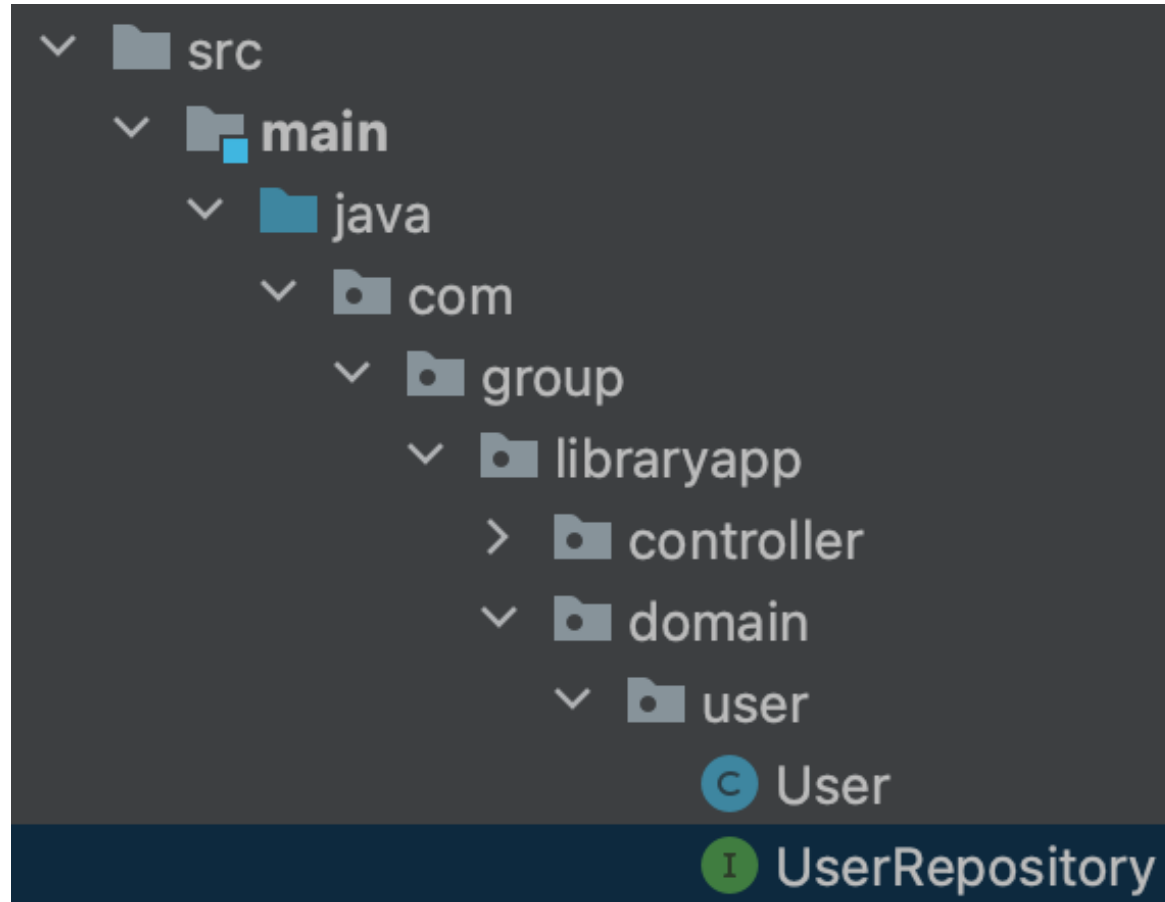 src
main
java
com
group
libraryapp
controller
domain
user
C User
I UserRepository